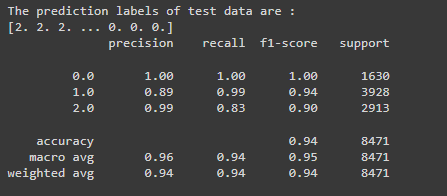 The prediction labels of test data are :
[2. 2. 2. ... 0. 0. 0.]
precision recall f1-score support
0.0 1.00 1.00 1.00 1630
1.0 0.89 0.99 0.94 3928
2.0 0.99 0.83 0.90 2913
accuracy 0.94 8471
macro avg 0.96 0.94 0.95 8471
weighted avg 0.94 0.94 0.94 8471